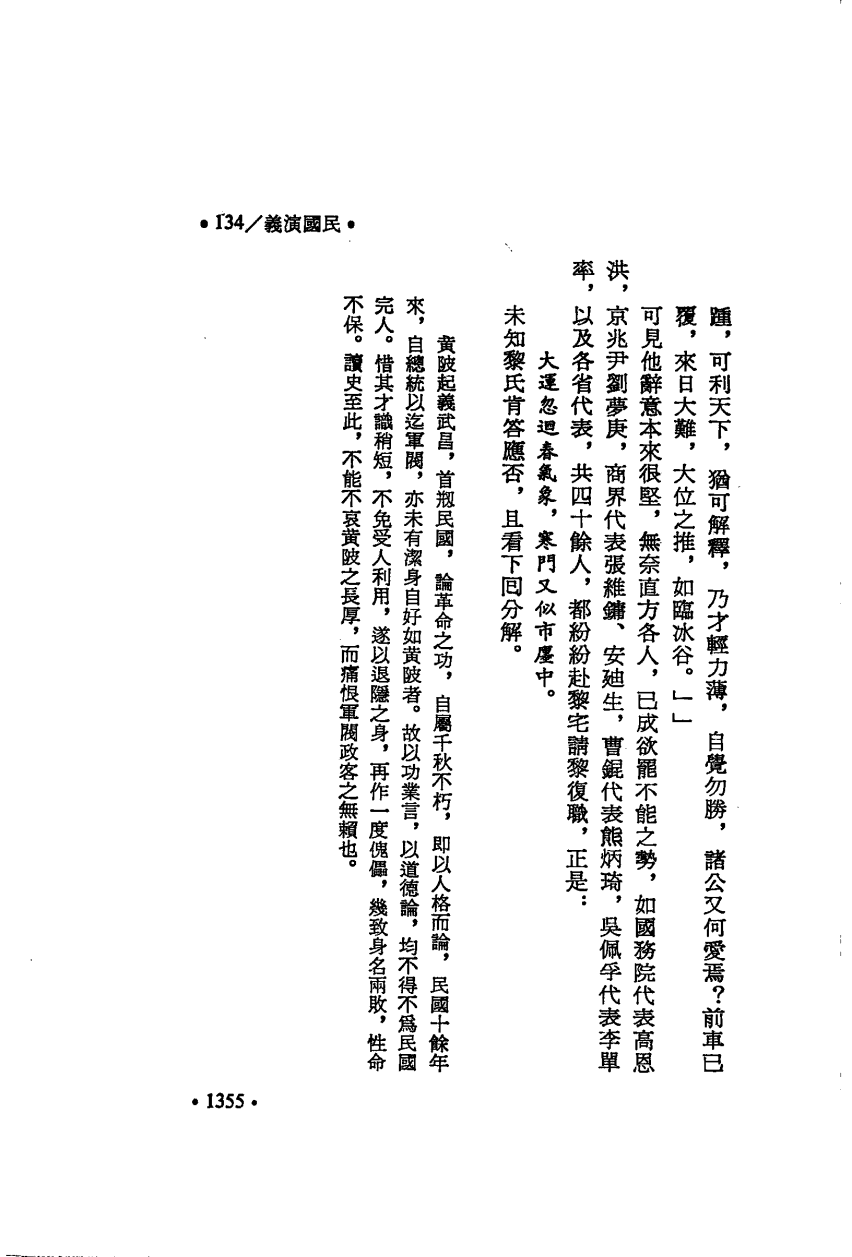 •134／義演國民•
踵，可利天下，猶可解釋，乃才輕力薄，自覺勿勝，諸公又何愛焉？前車已
覆，來日大難，大位之推，如臨冰谷。」」
可見他辭意本來很堅，無奈直方各人，已成欲罷不能之勢，如國務院代表高恩
洪，京兆尹劉夢庚，商界代表張維鏞、安廸生，曹錕代表熊炳琦，吳佩孚代表李單
率，以及各省代表，共四十餘人，都紛紛赴黎宅請黎復職，正是：
大運忽迴春氣象，寒門又似市廛中。
未知黎氏肯答應否，且看下囘分解。
黃陂起義武昌，首剏民國，論革命之功，自屬千秋不朽，即以人格而論，民國十餘年
來，自總統以迄軍閥，亦未有潔身自好如黃陂者。故以功業言，以道德論，均不得不爲民國
完人。惜其才識稍短，不免受人利用，遂以退隱之身，再作一度傀儡，幾致身名兩敗，性命
不保。讀史至此，不能不哀黃陂之長厚，而痛恨軍閥政客之無賴也。
•1355•